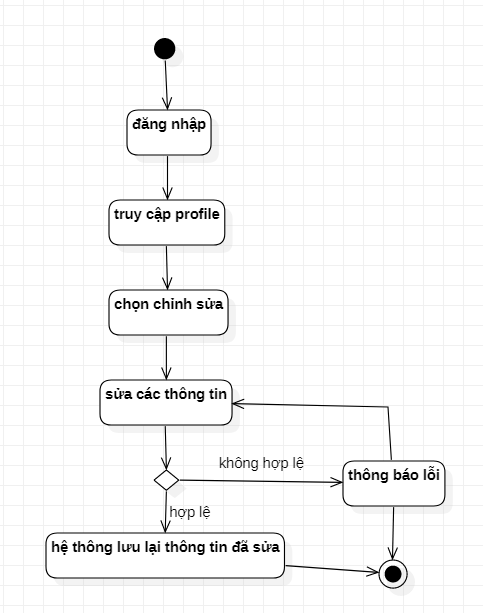 đăng nhập
truy cập profile
chọn chỉnh sửa
sửa các thông tin
không hợp lệ
thông báo lỗi
hợp lệ
hệ thông lưu lại thông tin đã sửa